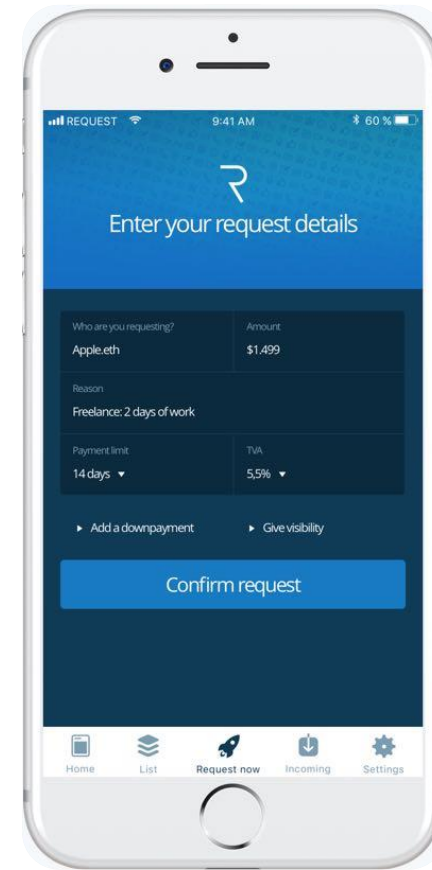 REQUEST 9:41 AM 60 %
Enter your request details
Who are you requesting? Amount
Apple.eth $1.499
Reason
Freelance: 2 days of work
Payment limit TVA
14 days 5,5%
Add a downpayment Give visibility
Confirm request
Home List Request now Incoming Settings